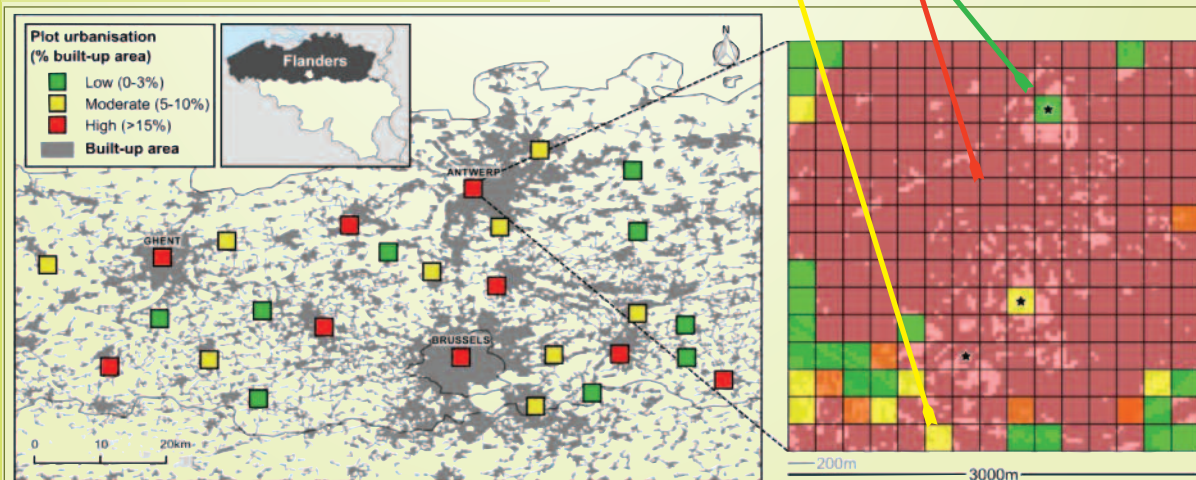 Plot urbanisation
(% built-up area)
Low (0-3%)
Moderate (5-10%)
High (>15%)
Built-up area
Flanders
N
ANTWERP
GHENT
BRUSSELS
0 10 20km
200m
3000m